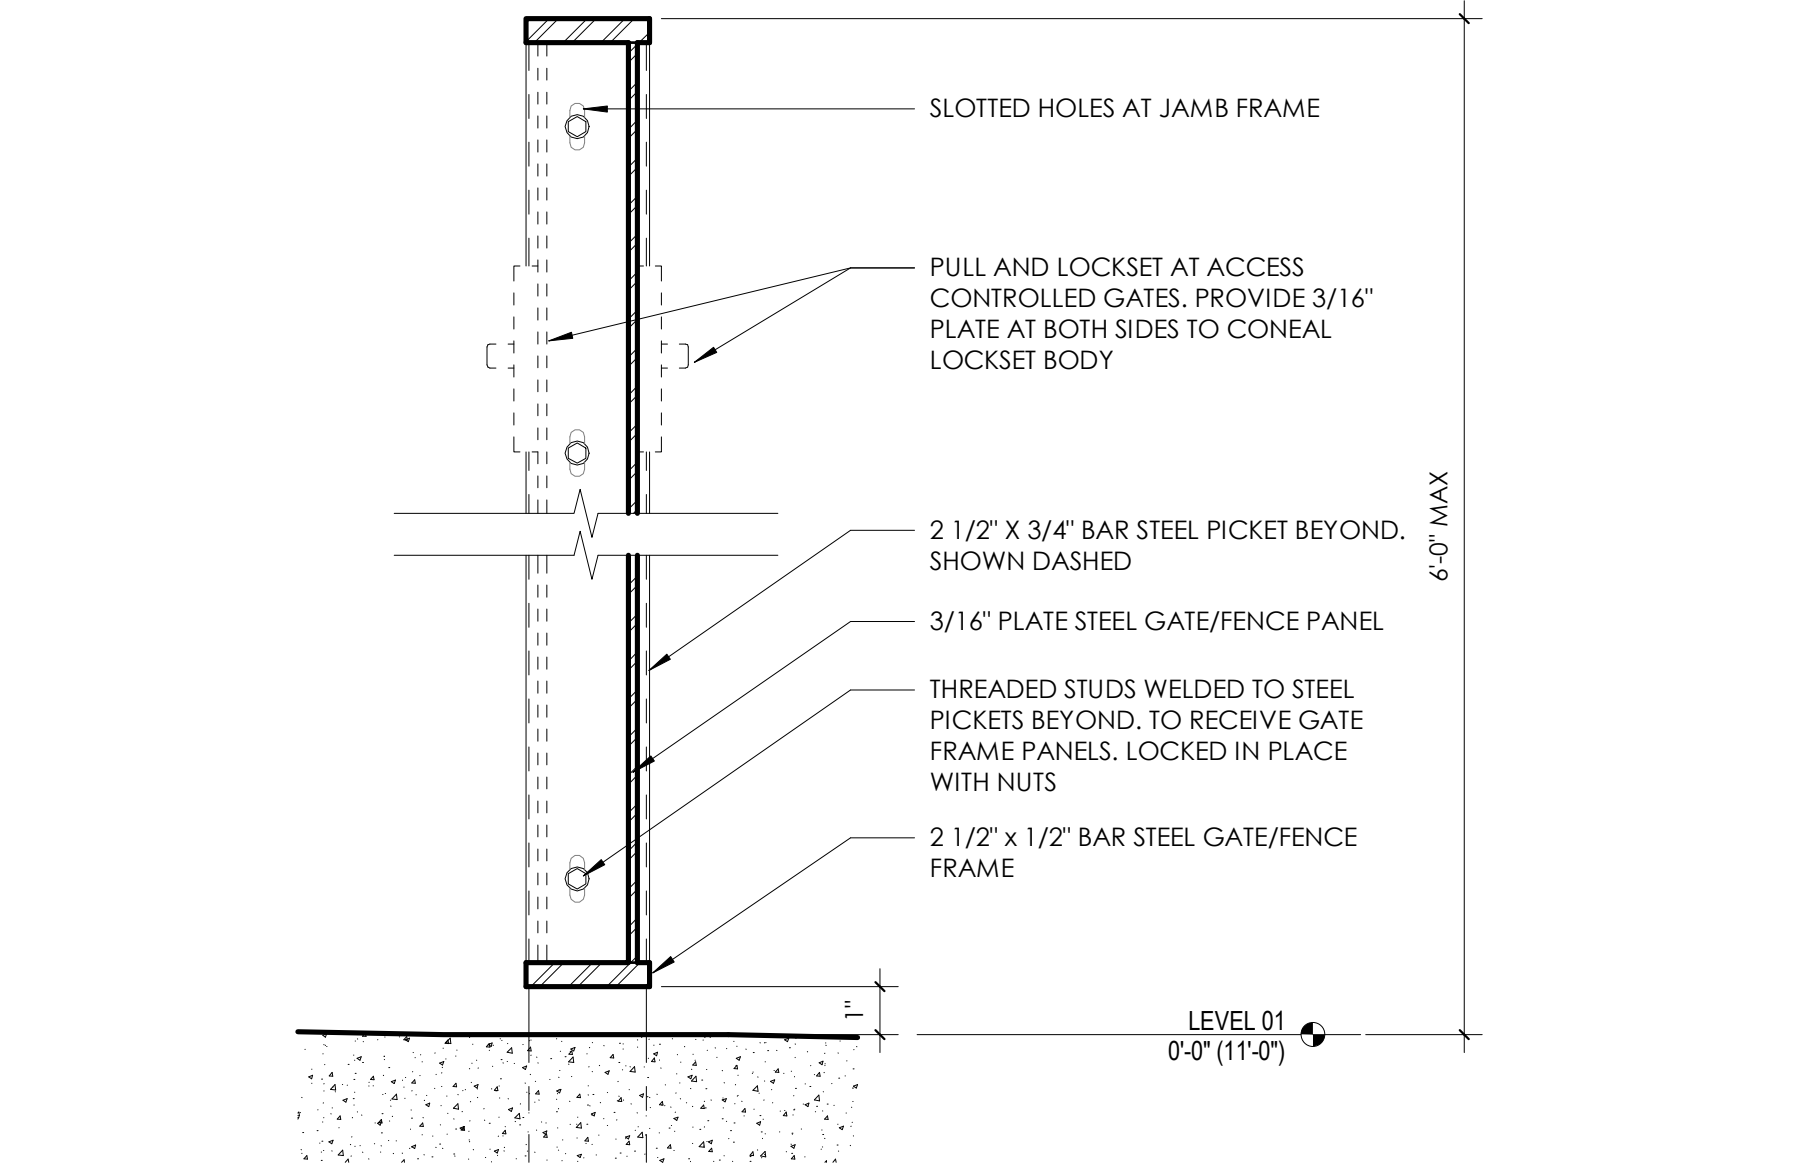 SLOTTED HOLES AT JAMB FRAME
PULL AND LOCKSET AT ACCESS
CONTROLLED GATES. PROVIDE 3/16"
PLATE AT BOTH SIDES TO CONEAL
LOCKSET BODY
6'-0" MAX
2 1/2" X 3/4" BAR STEEL PICKET BEYOND.
SHOWN DASHED
3/16" PLATE STEEL GATE/FENCE PANEL
THREADED STUDS WELDED TO STEEL
PICKETS BEYOND. TO RECEIVE GATE
FRAME PANELS. LOCKED IN PLACE
WITH NUTS
2 1/2" x 1/2" BAR STEEL GATE/FENCE
FRAME
1"
LEVEL 01
0'-0" (11'-0")